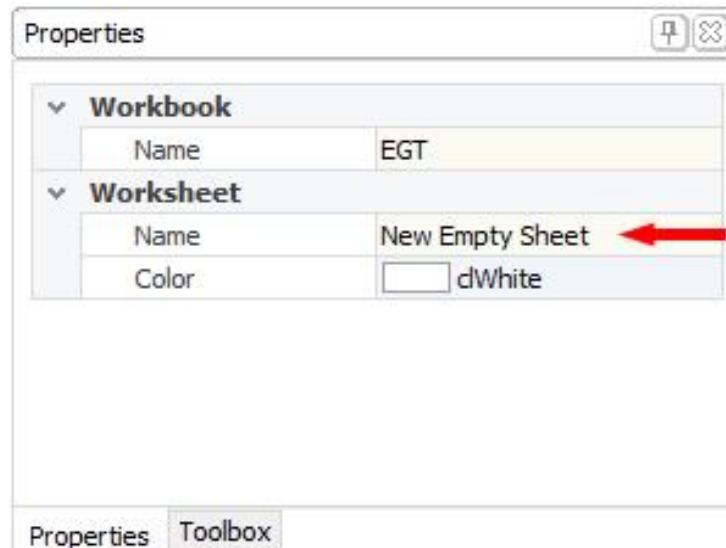 Properties
Workbook
Name EGT
Worksheet
Name New Empty Sheet
Color clWhite
Properties Toolbox